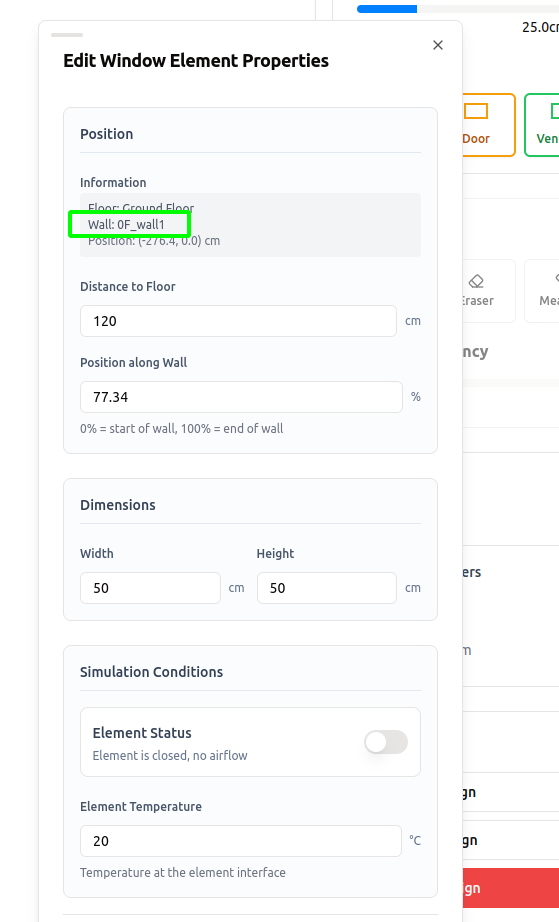 25.0c
Edit Window Element Properties
Position
Information
Floor: Ground Floor
Wall: 0F_wall1
Position: (-276.4, 0.0) cm
Distance to Floor
120 cm
Position along Wall
77.34 %
0% = start of wall, 100% = end of wall
Dimensions
Width Height
50 cm 50 cm
Simulation Conditions
Element Status
Element is closed, no airflow
Element Temperature
20 °C
Temperature at the element interface
Door
Ven
Eraser
Mea
ncy
ers
m
gn
gn
ign